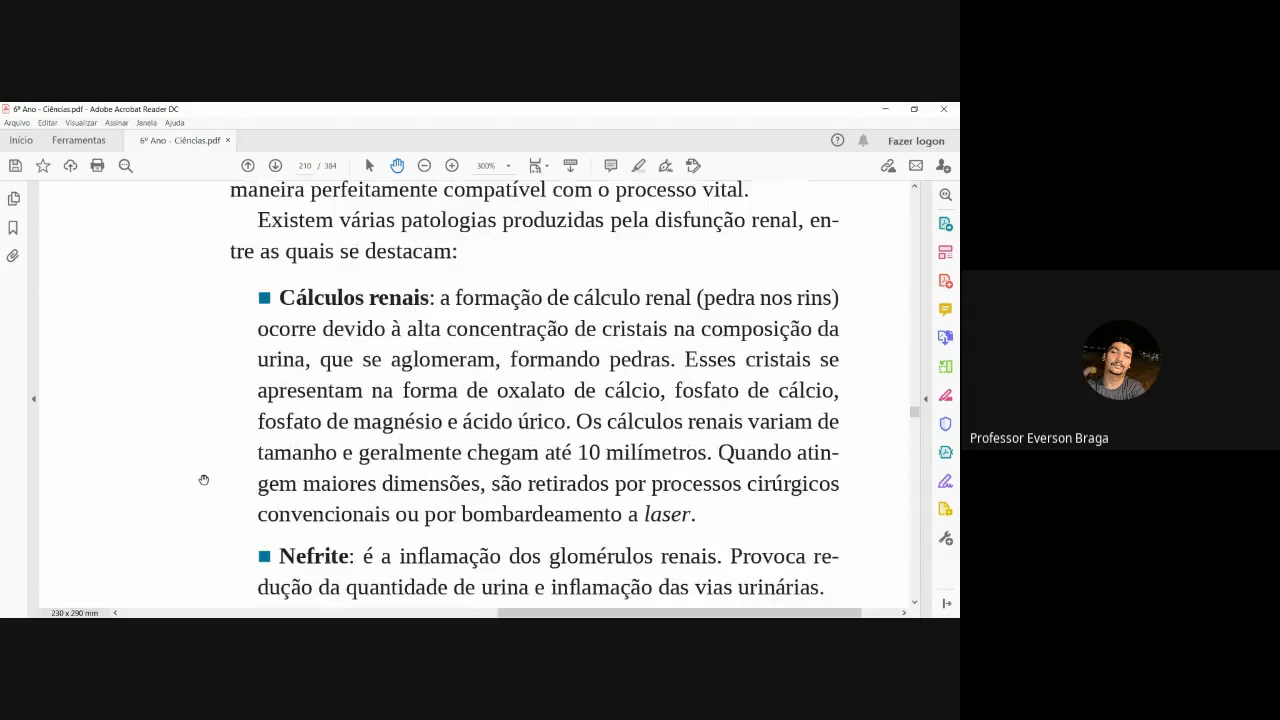 6º Ano - Ciências.pdf - Adobe Acrobat Reader DC
Arquivo Editar Visualizar Assinar Janela Ajuda
Início Ferramentas 6º Ano - Ciências.pdf × Fazer logon
210 / 384 300%
maneira perfeitamente compatível com o processo vital.
Existem várias patologias produzidas pela disfunção renal, en-
tre as quais se destacam:
■ Cálculos renais: a formação de cálculo renal (pedra nos rins)
ocorre devido à alta concentração de cristais na composição da
urina, que se aglomeram, formando pedras. Esses cristais se
apresentam na forma de oxalato de cálcio, fosfato de cálcio,
fosfato de magnésio e ácido úrico. Os cálculos renais variam de
tamanho e geralmente chegam até 10 milímetros. Quando atin-
gem maiores dimensões, são retirados por processos cirúrgicos
convencionais ou por bombardeamento a laser.
■ Nefrite: é a inflamação dos glomérulos renais. Provoca re-
dução da quantidade de urina e inflamação das vias urinárias.
230 x 290 mm
Professor Everson Braga